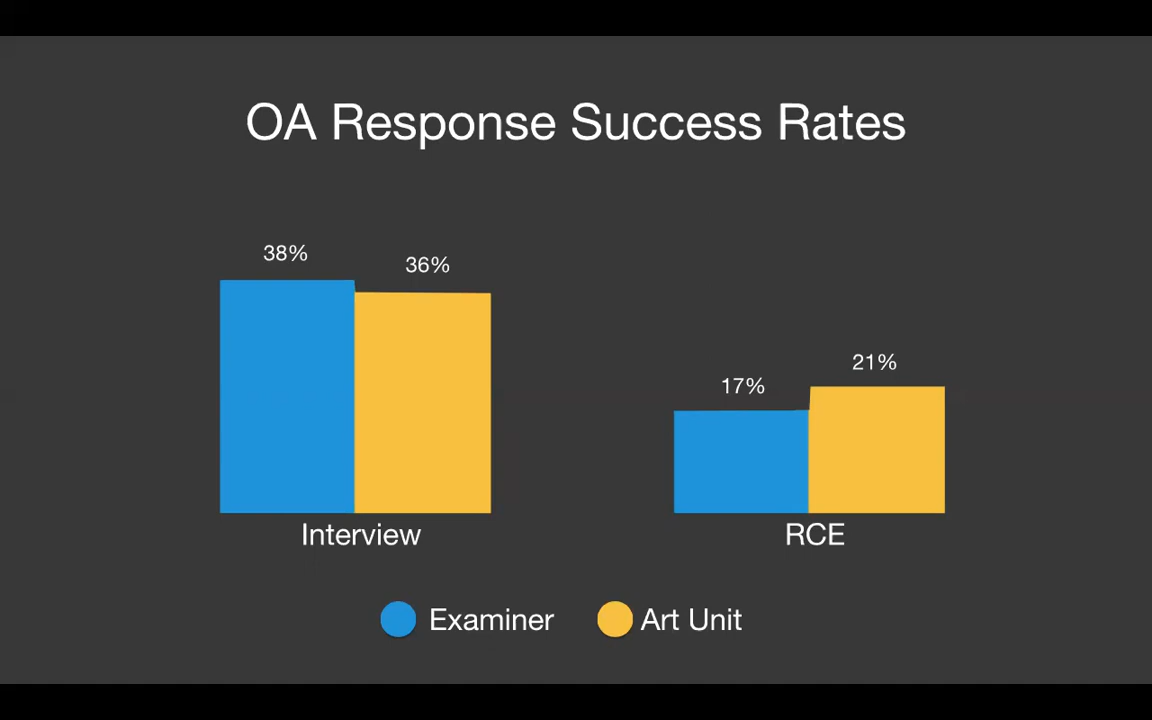 OA Response Success Rates
38%
36%
17%
21%
Interview
RCE
Examiner
Art Unit